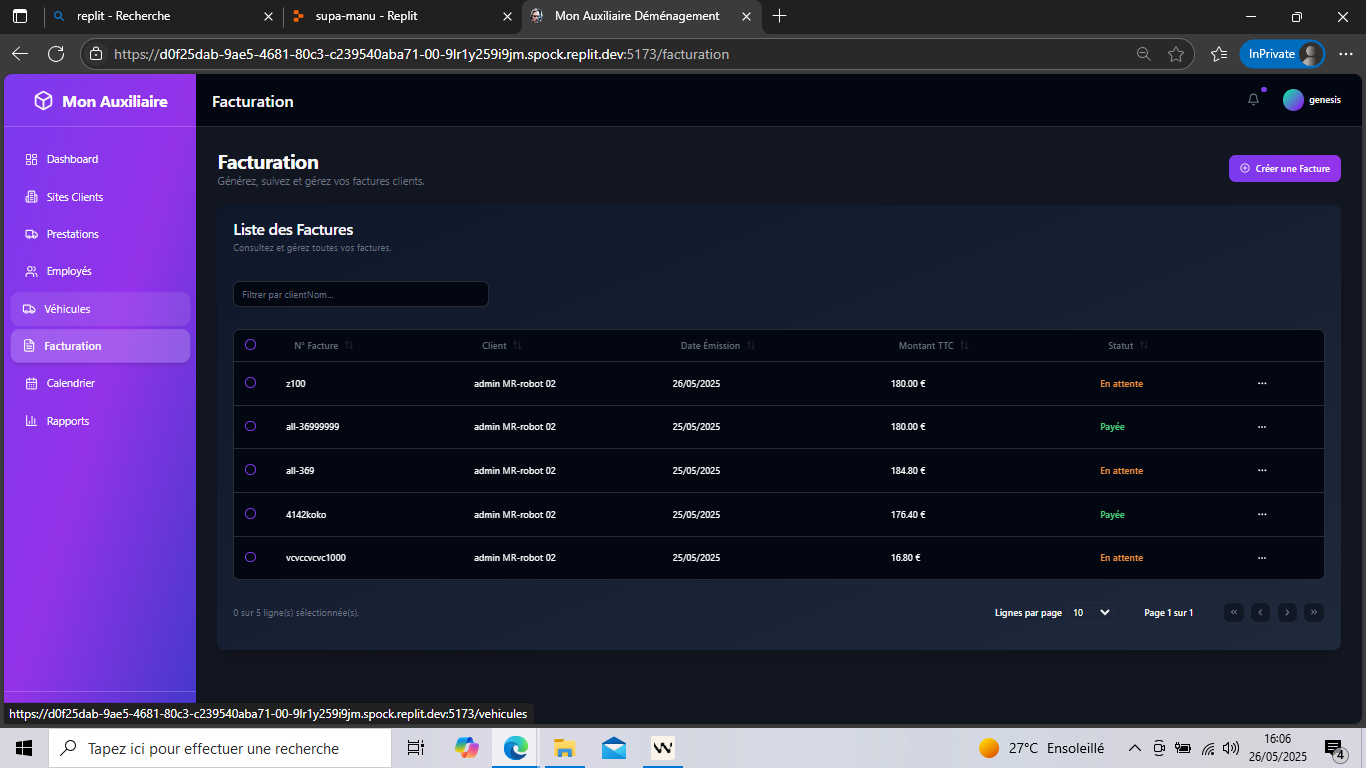 replit - Recherche
supa-manu - Replit
Mon Auxiliaire Déménagement
https://d0f25dab-9ae5-4681-80c3-c239540aba71-00-9lr1y259i9jm.spock.replit.dev:5173/facturation
InPrivate
Mon Auxiliaire
Facturation
genesis
Dashboard
Sites Clients
Prestations
Employés
Véhicules
Facturation
Calendrier
Rapports
Facturation
Générez, suivez et gérez vos factures clients.
Créer une Facture
Liste des Factures
Consultez et gérez toutes vos factures.
Filtrer par clientNom...
N° Facture Client Date Émission Montant TTC Statut
z100 admin MR-robot 02 26/05/2025 180.00 € En attente ...
all-36999999 admin MR-robot 02 25/05/2025 180.00 € Payée ...
all-369 admin MR-robot 02 25/05/2025 184.80 € En attente ...
4142koko admin MR-robot 02 25/05/2025 176.40 € Payée ...
vcvccvcvc1000 admin MR-robot 02 25/05/2025 16.80 € En attente ...
0 sur 5 ligne(s) sélectionnée(s).
Lignes par page 10 Page 1 sur 1
https://d0f25dab-9ae5-4681-80c3-c239540aba71-00-9lr1y259i9jm.spock.replit.dev:5173/vehicules
Tapez ici pour effectuer une recherche
27°C Ensoleillé
16:06
26/05/2025
4